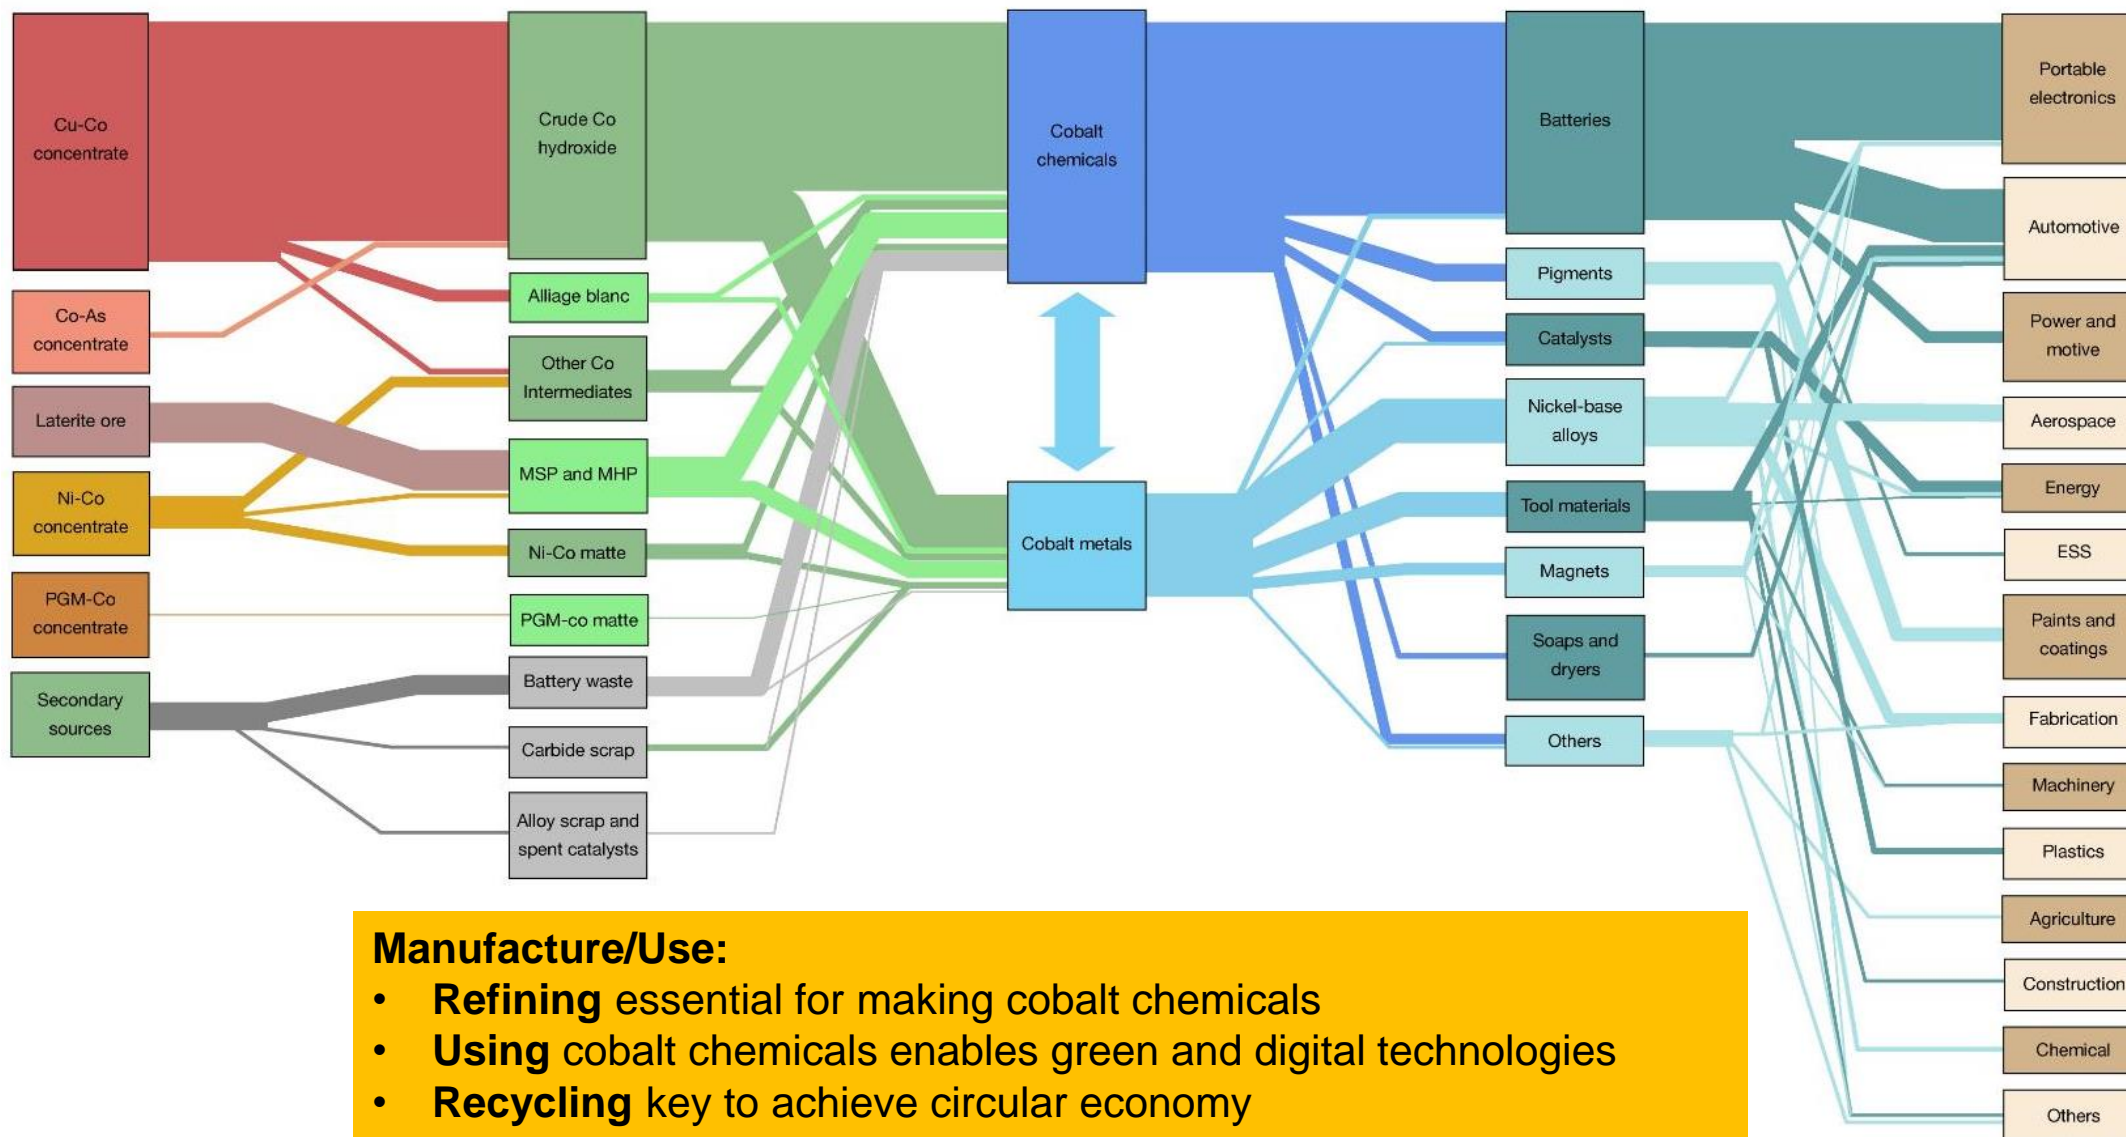 Cu-Co
concentrate
Co-As
concentrate
Laterite ore
Ni-Co
concentrate
PGM-Co
concentrate
Secondary
sources
Crude Co
hydroxide
Alliage blanc
Other Co
Intermediates
MSP and MHP
Ni-Co matte
PGM-co matte
Battery waste
Carbide scrap
Alloy scrap and
spent catalysts
Cobalt
chemicals
Cobalt metals
Batteries
Pigments
Catalysts
Nickel-base
alloys
Tool materials
Magnets
Soaps and
dryers
Others
Portable
electronics
Automotive
Power and
motive
Aerospace
Energy
ESS
Paints and
coatings
Fabrication
Machinery
Plastics
Agriculture
Construction
Chemical
Others
Manufacture/Use:
• Refining essential for making cobalt chemicals
• Using cobalt chemicals enables green and digital technologies
• Recycling key to achieve circular economy